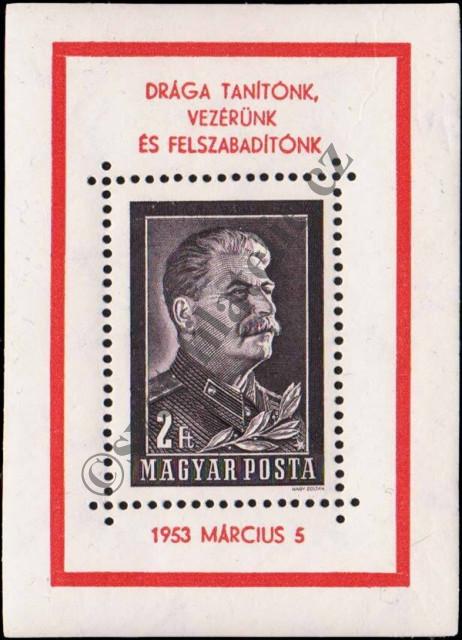 DRÁGA TANÍTÓNK,
VEZÉRÜNK
ÉS FELSZABADÍTÓNK
2 Ft
MAGYAR POSTA
NAGY ZOLTÁN
1953 MÁRCIUS 5